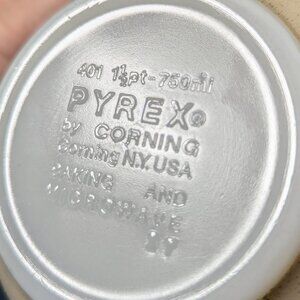 401 1½pt-750ml
PYREX®
by CORNING
Corning N.Y. USA
BAKING AND
MICROWAVE